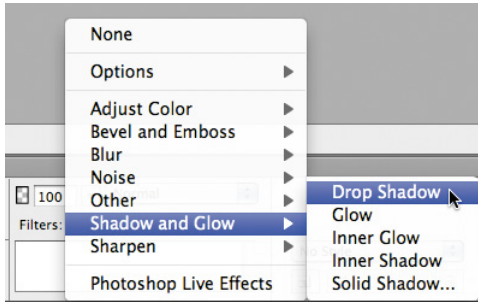 None
Options
Adjust Color
Bevel and Emboss
Blur
Noise
Other
Shadow and Glow
Sharpen
Photoshop Live Effects
100
Filters:
Drop Shadow
Glow
Inner Glow
Inner Shadow
Solid Shadow...